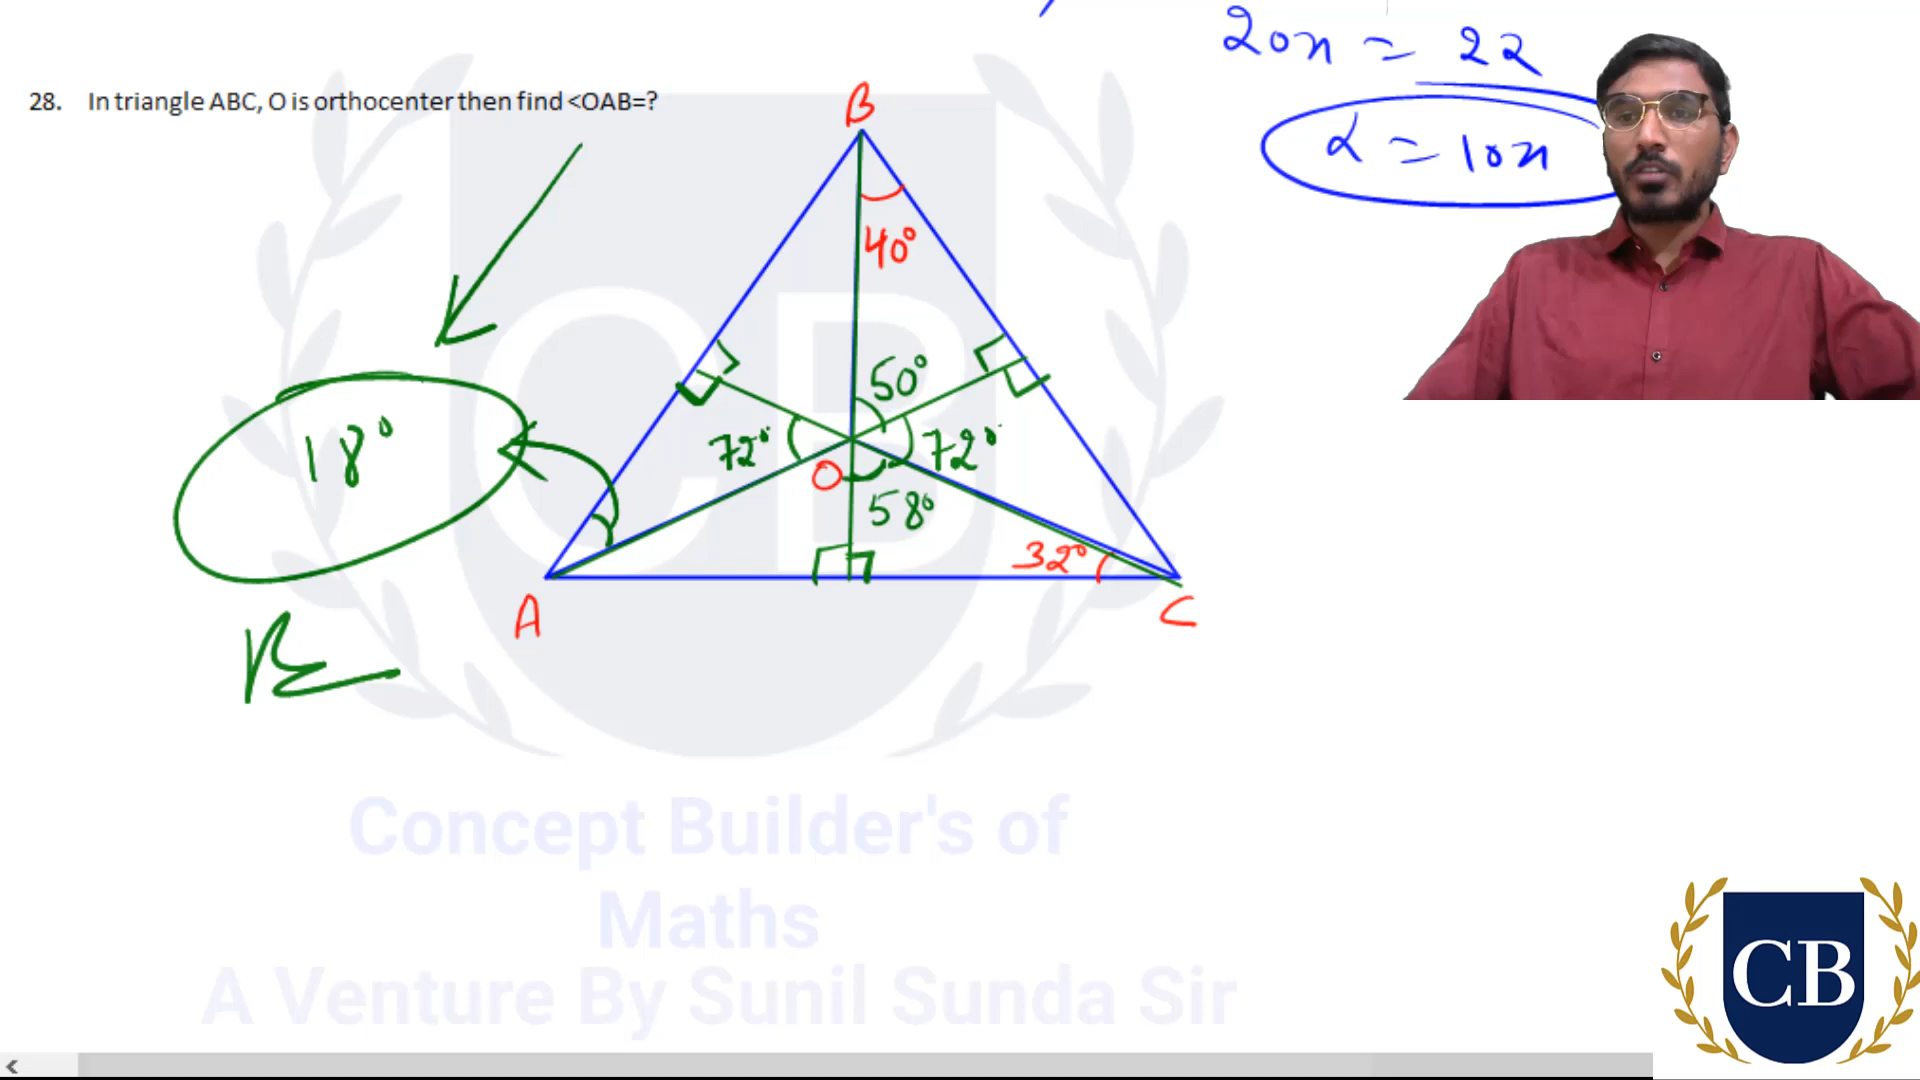 20x = 22
28. In triangle ABC, O is orthocenter then find <OAB=?
B
α = 10x
40°
50°
18°
72°
72°
O
58°
32°
A
C
Concept Builder's of
Maths
A Venture By Sunil Sunda Sir
CB
CB